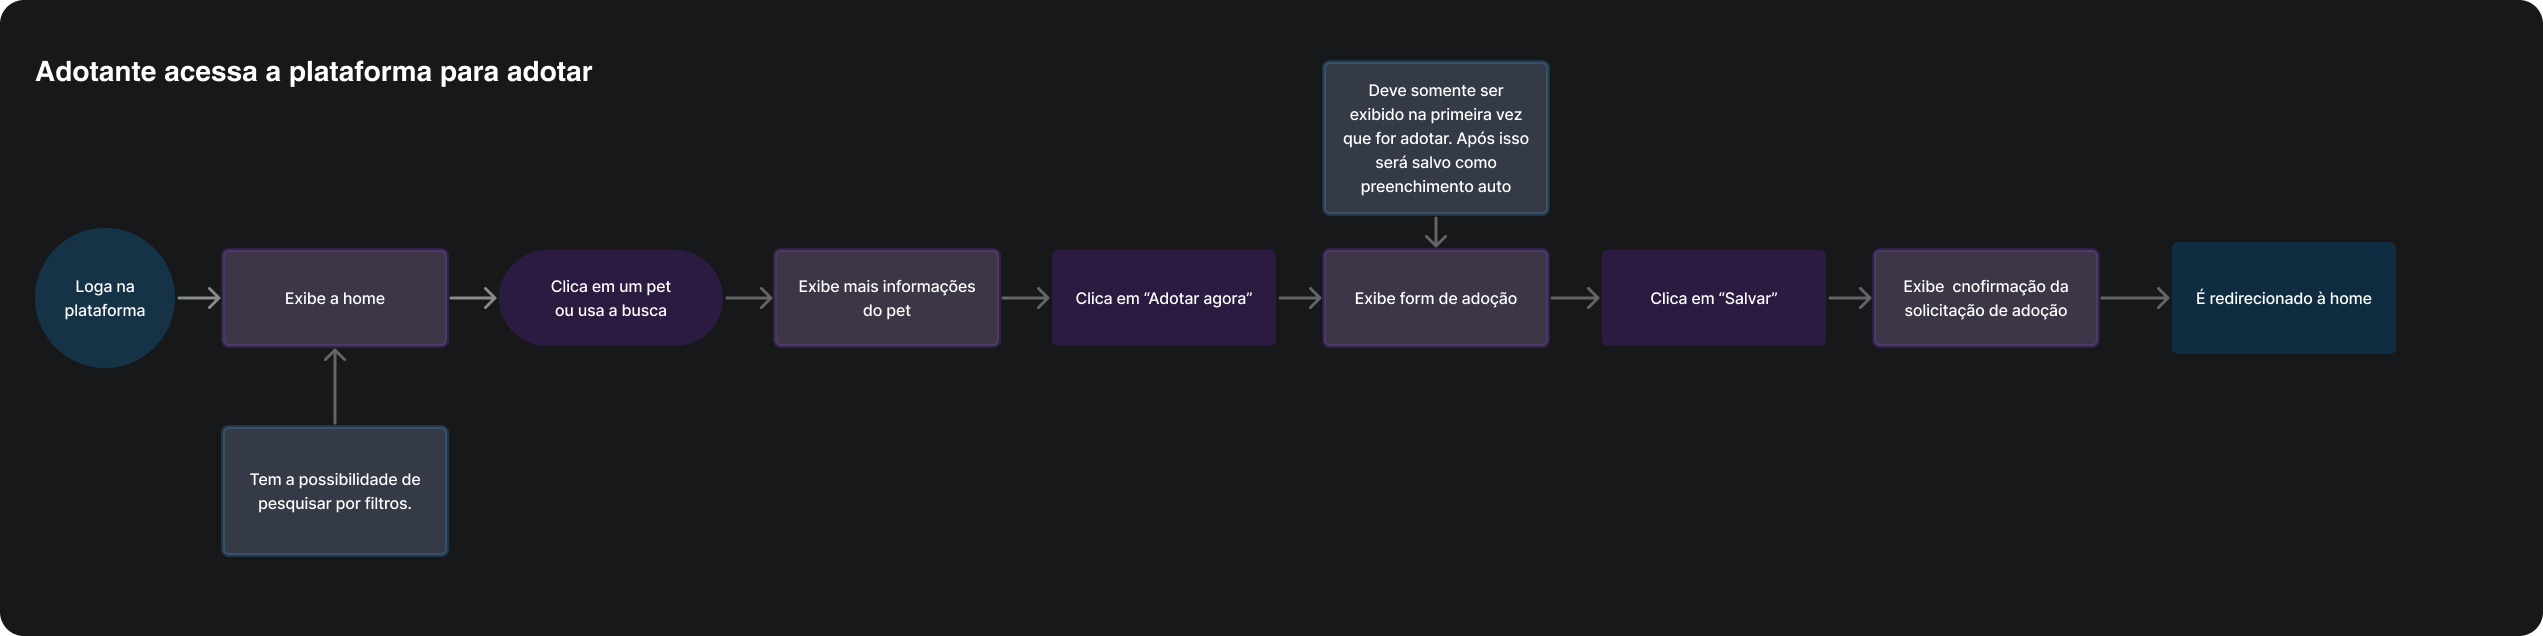 Adotante acessa a plataforma para adotar
Deve somente ser
exibido na primeira vez
que for adotar. Após isso
será salvo como
preenchimento auto
Loga na
plataforma
Exibe a home
Clica em um pet
ou usa a busca
Exibe mais informações
do pet
Clica em “Adotar agora”
Exibe form de adoção
Clica em “Salvar”
Exibe  cnofirmação da
solicitação de adoção
É redirecionado à home
Tem a possibilidade de
pesquisar por filtros.